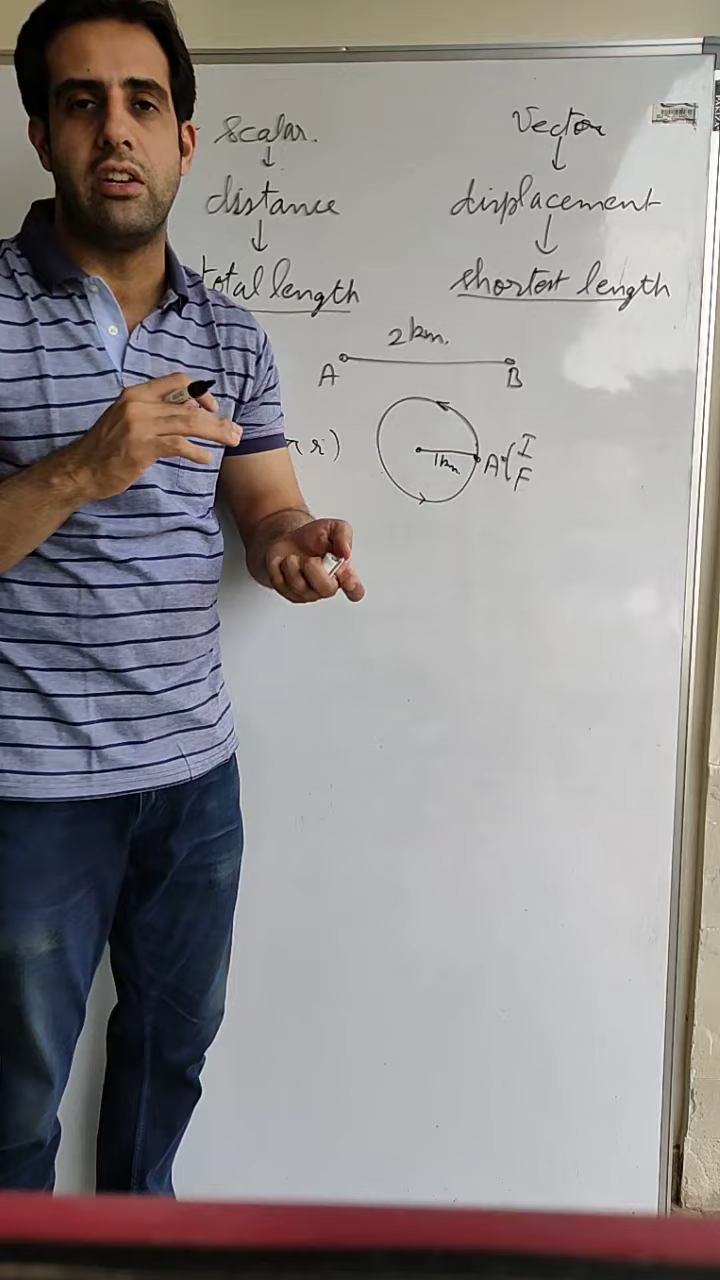 Scalar. Vector
↓ ↓
distance displacement
↓ ↓
total length shortest length
2 km.
A B
π r)
1km A { I
F